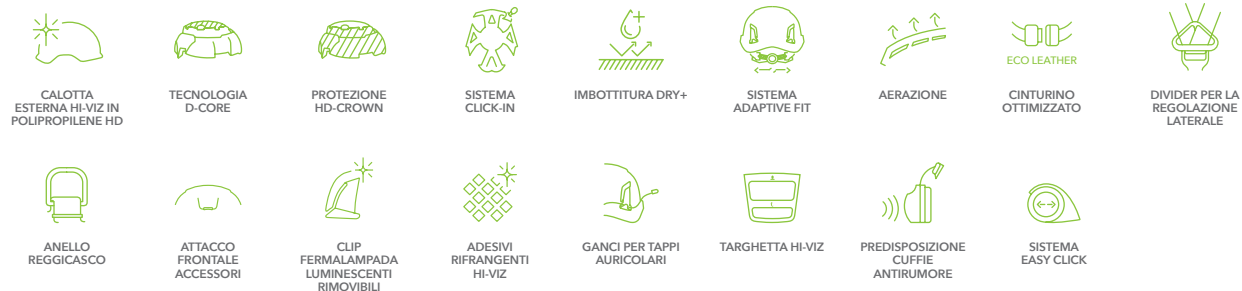 ECO LEATHER
CALOTTA
ESTERNA HI-VIZ IN
POLIPROPILENE HD
TECNOLOGIA
D-CORE
PROTEZIONE
HD-CROWN
SISTEMA
CLICK-IN
IMBOTTITURA DRY+
SISTEMA
ADAPTIVE FIT
AERAZIONE
CINTURINO
OTTIMIZZATO
DIVIDER PER LA
REGOLAZIONE
LATERALE
ANELLO
REGGICASCO
ATTACCO
FRONTALE
ACCESSORI
CLIP
FERMALAMPADA
LUMINESCENTI
RIMOVIBILI
ADESIVI
RIFRANGENTI
HI-VIZ
GANCI PER TAPPI
AURICOLARI
TARGHETTA HI-VIZ
PREDISPOSIZIONE
CUFFIE
ANTIRUMORE
SISTEMA
EASY CLICK